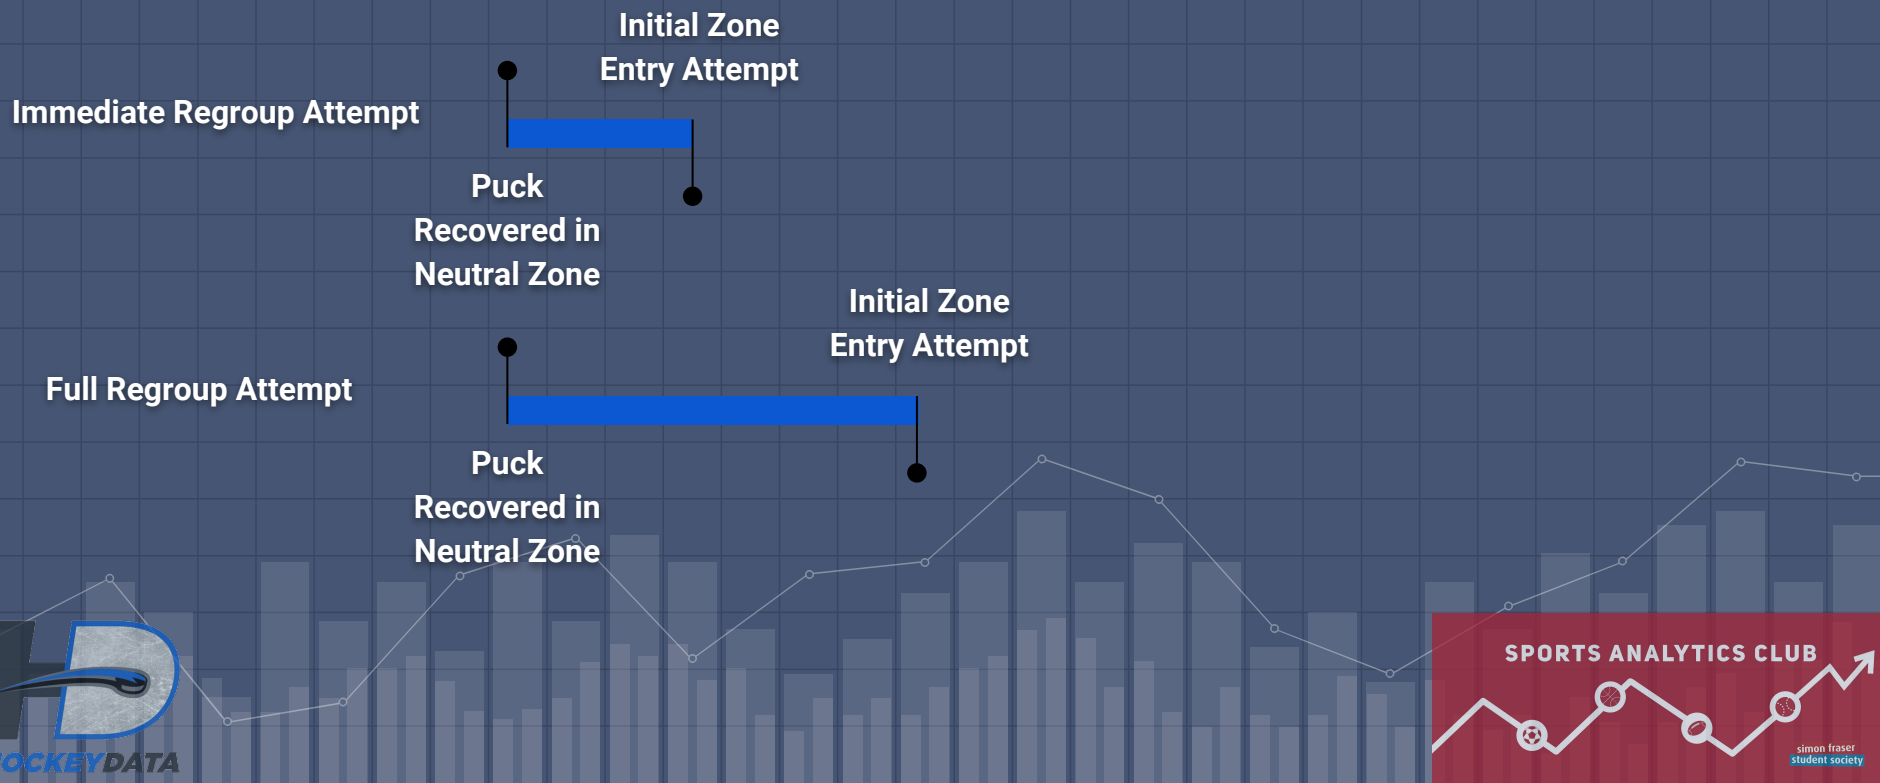 Initial Zone
Entry Attempt
Immediate Regroup Attempt
Puck
Recovered in
Neutral Zone
Initial Zone
Entry Attempt
Full Regroup Attempt
Puck
Recovered in
Neutral Zone
HD
OCKEYDATA
SPORTS ANALYTICS CLUB
simon fraser
student society